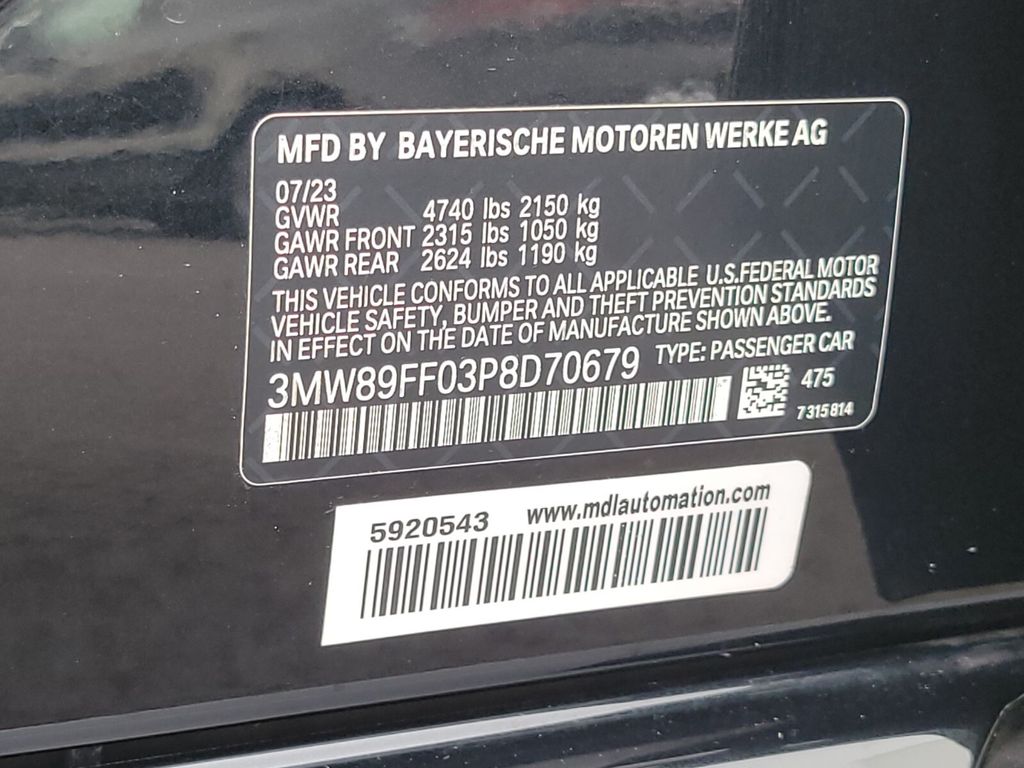 MFD BY BAYERISCHE MOTOREN WERKE AG
07/23
GVWR 4740 lbs 2150 kg
GAWR FRONT 2315 lbs 1050 kg
GAWR REAR 2624 lbs 1190 kg
THIS VEHICLE CONFORMS TO ALL APPLICABLE U.S.FEDERAL MOTOR
VEHICLE SAFETY, BUMPER AND THEFT PREVENTION STANDARDS
IN EFFECT ON THE DATE OF MANUFACTURE SHOWN ABOVE.
3MW89FF03P8D70679 TYPE: PASSENGER CAR
475
7315814
5920543 www.mdlautomation.com